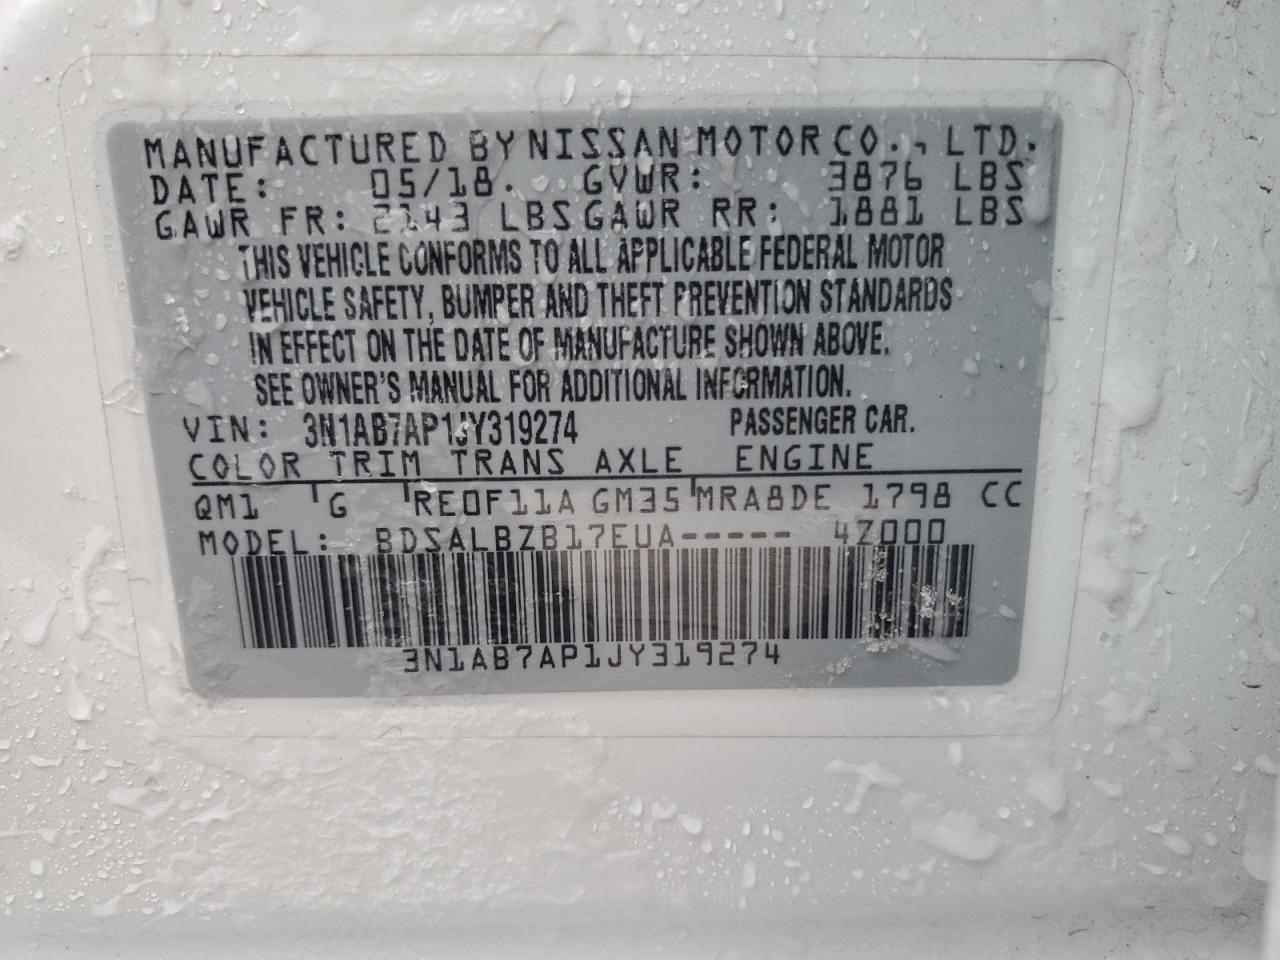 MANUFACTURED BY NISSAN MOTOR CO., LTD.
DATE: 05/18. GVWR: 3876 LBS
GAWR FR: 2143 LBS GAWR RR: 1881 LBS
THIS VEHICLE CONFORMS TO ALL APPLICABLE FEDERAL MOTOR
VEHICLE SAFETY, BUMPER AND THEFT PREVENTION STANDARDS
IN EFFECT ON THE DATE OF MANUFACTURE SHOWN ABOVE.
SEE OWNER'S MANUAL FOR ADDITIONAL INFORMATION.
VIN: 3N1AB7AP1JY319274 PASSENGER CAR.
COLOR TRIM TRANS AXLE ENGINE
QM1 G RE0F11A GM35 MRA8DE 1798 CC
MODEL: BDSALBZB17EUA----- 4Z000
3N1AB7AP1JY319274